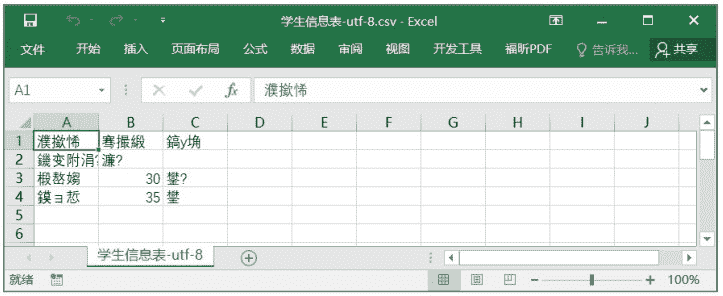 学生信息表-utf-8.csv - Excel
文件 开始 插入 页面布局 公式 数据 审阅 视图 开发工具 福昕PDF 告诉我... 共享
A1 fx 濮撳悕
A B C D E F G H I J
1 濮撳悕 骞撮緞 鎬у埆
2 鐖变附涓? 濂?
3 椴嶅嫐 30 鐢?
4 鏌ョ悊 35 鐢
5
6
学生信息表-utf-8
就绪 100%